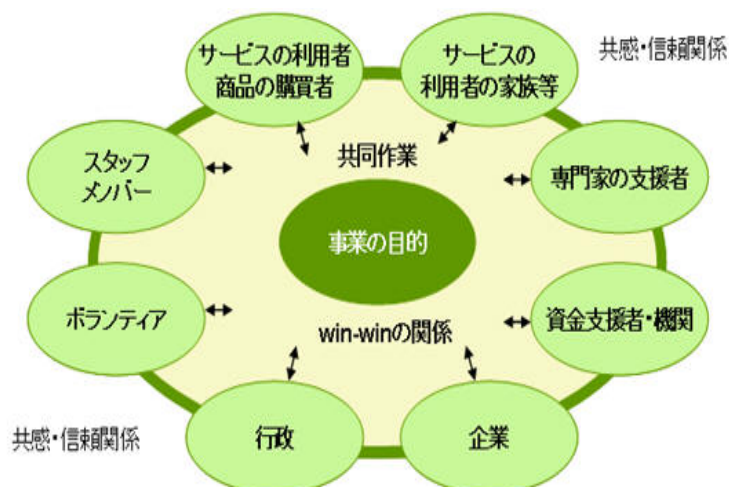 サービスの利用者
商品の購買者
サービスの
利用者の家族等
共感・信頼関係
スタッフ
メンバー
共同作業
専門家の支援者
事業の目的
ボランティア
win-winの関係
資金支援者・機関
共感・信頼関係
行政
企業